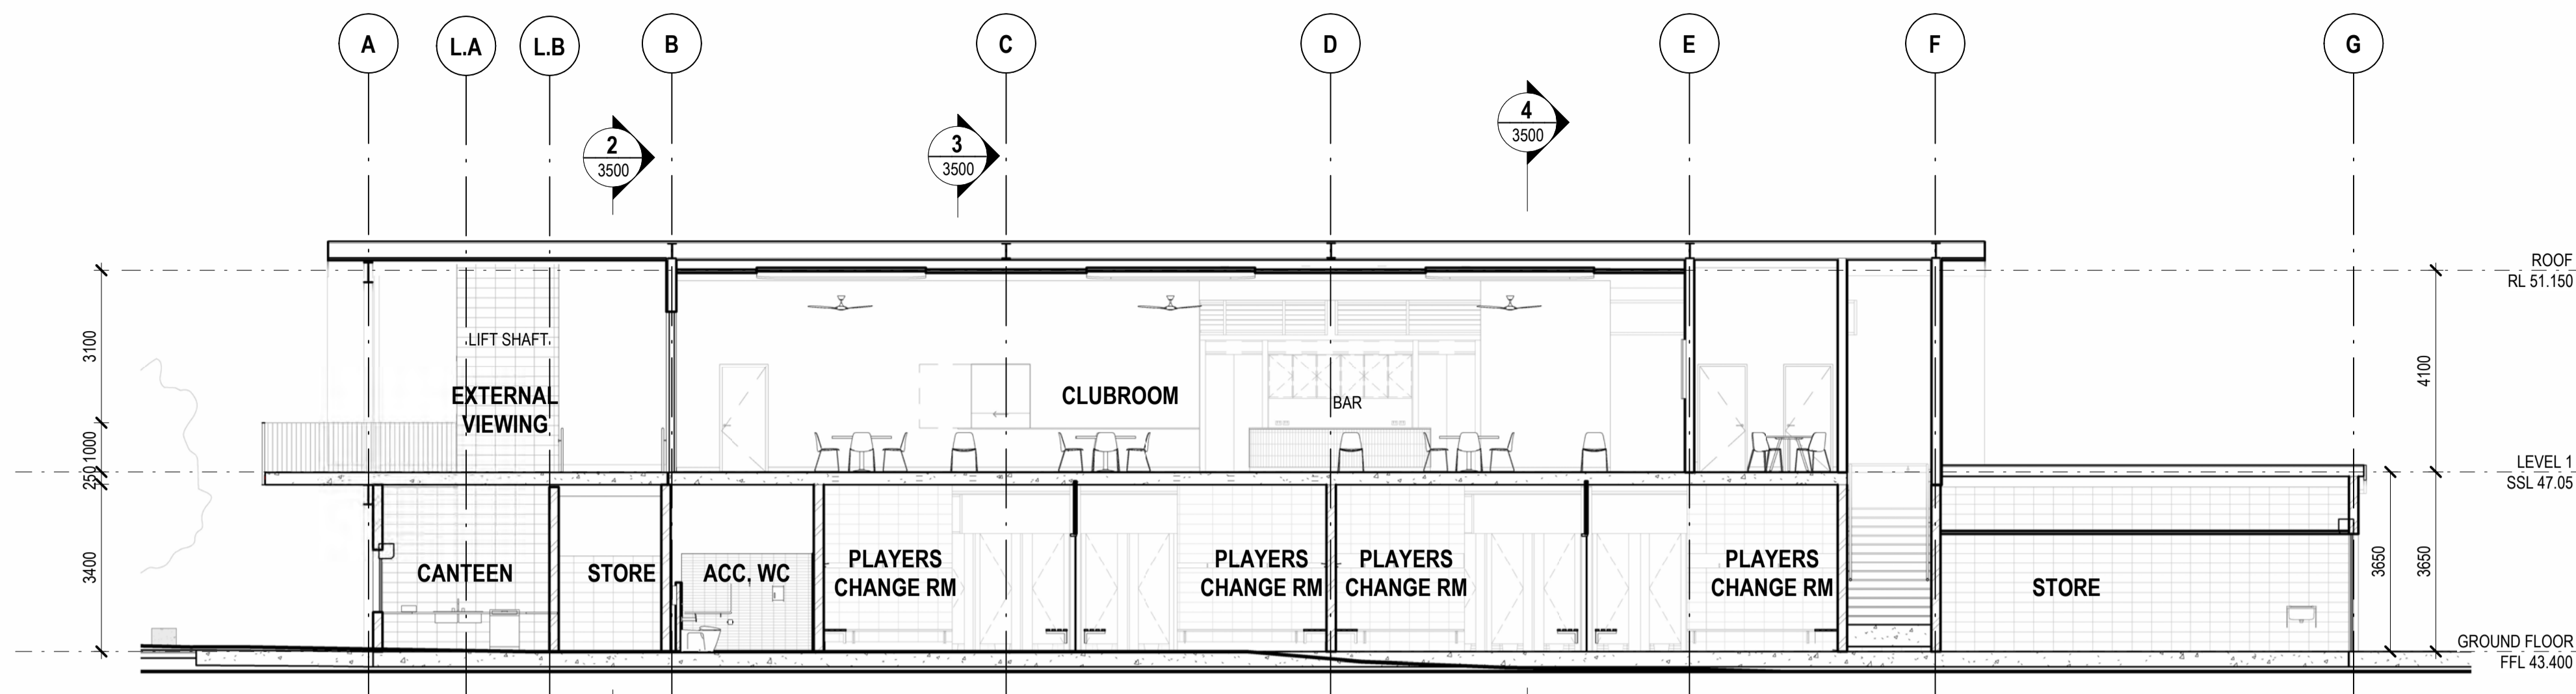 A
L.A
L.B
B
C
D
E
F
G
2
3500
3
3500
4
3500
ROOF
RL 51.150
3100
LIFT SHAFT
EXTERNAL
VIEWING
CLUBROOM
BAR
4100
1000
250
LEVEL 1
SSL 47.05
3400
CANTEEN
STORE
ACC. WC
PLAYERS
CHANGE RM
PLAYERS
CHANGE RM
PLAYERS
CHANGE RM
PLAYERS
CHANGE RM
STORE
3650
3650
GROUND FLOOR
FFL 43.400